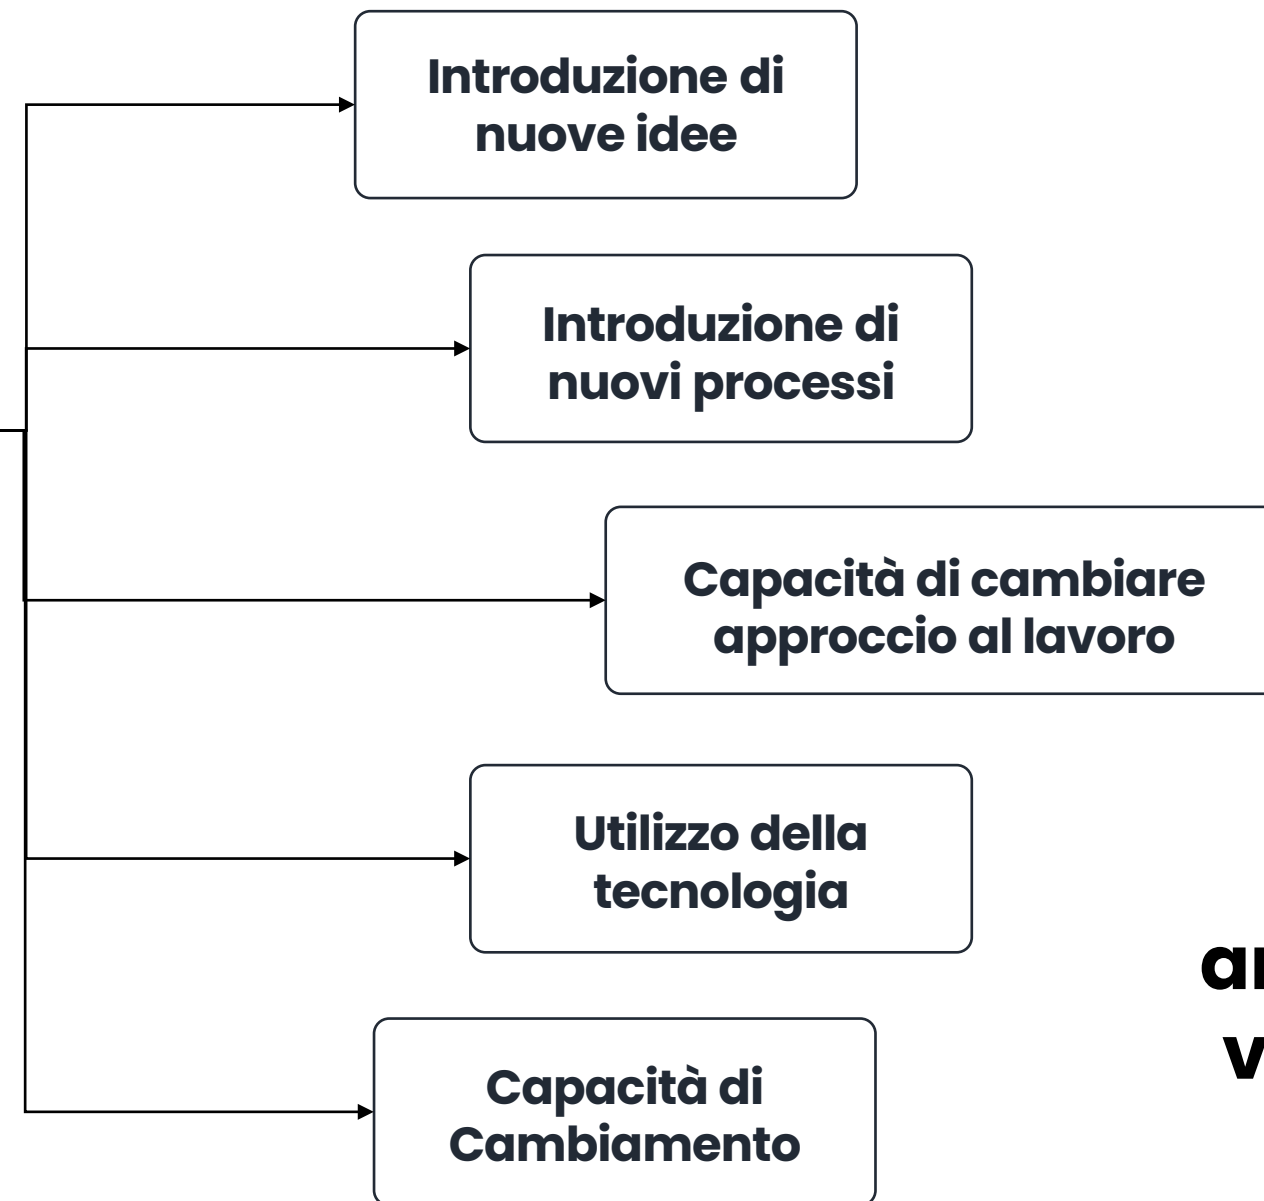 Introduzione di
nuove idee
Introduzione di
nuovi processi
Capacità di cambiare
approccio al lavoro
Utilizzo della
tecnologia
Capacità di
Cambiamento